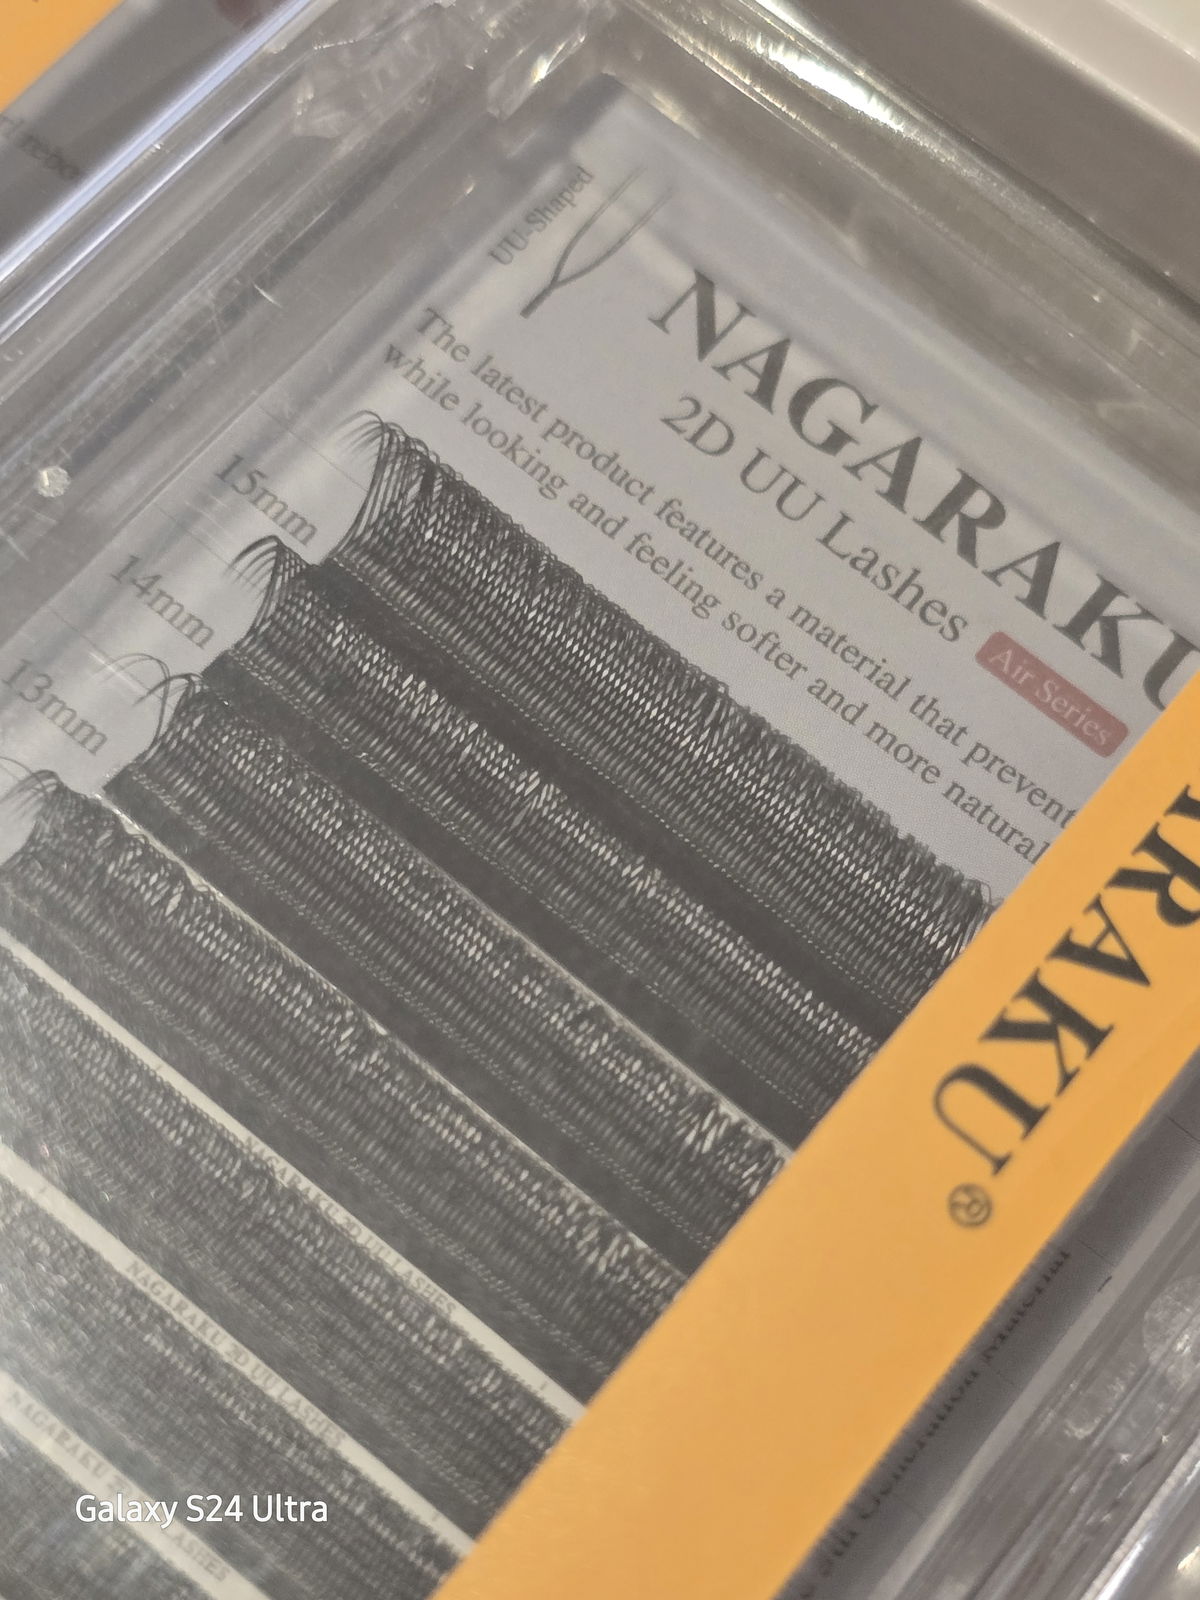 UU-Shaped
NAGARAKU
2D UU Lashes
Air Series
The latest product features a material that prevent
while looking and feeling softer and more natural
15mm
14mm
13mm
RAKU®
NAGARAKU 2D UU LASHES
NAGARAKU 2D UU LASHES
NAGARAKU LASHES
Galaxy S24 Ultra